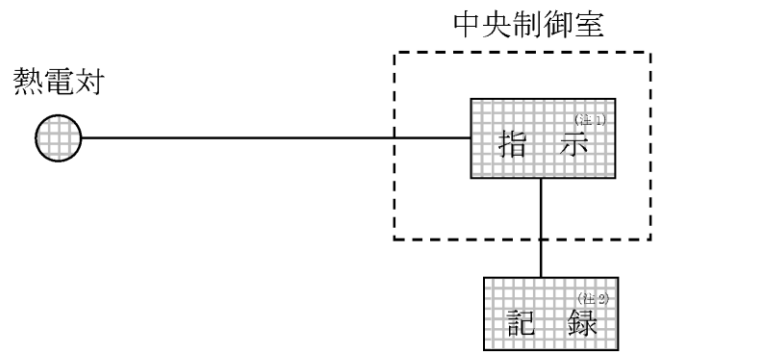 中央制御室
熱電対
(注1)
指 示
(注2)
記 録